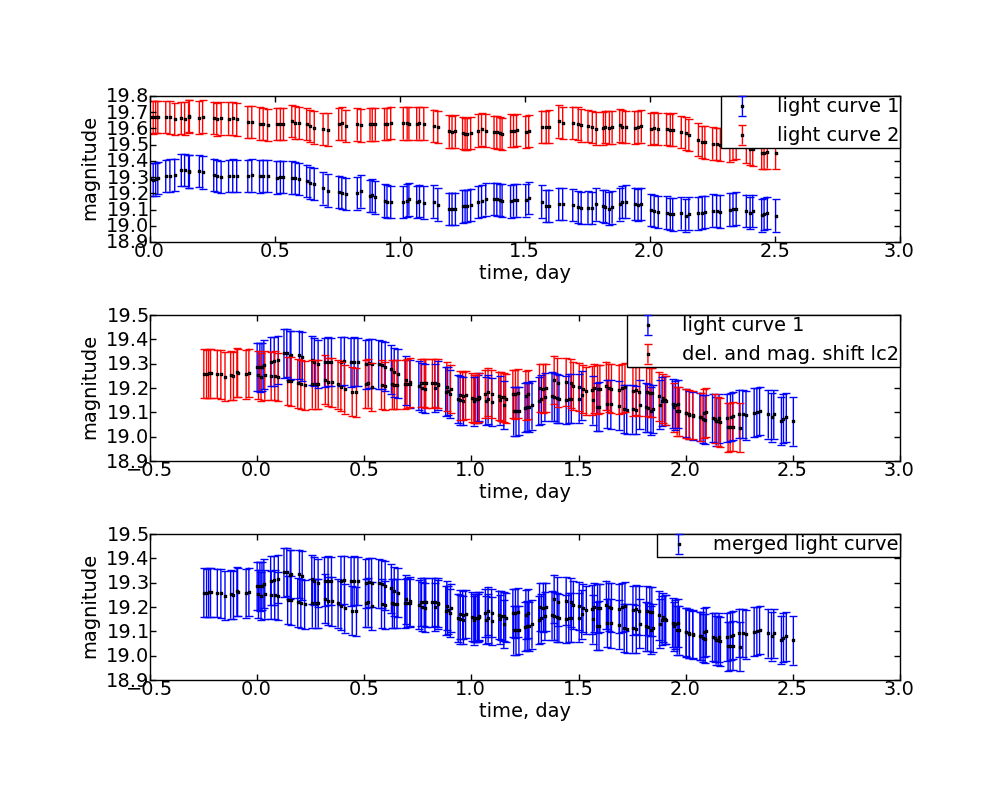 19.8
19.7
19.6
19.5
19.4
19.3
19.2
19.1
19.0
18.9
magnitude
light curve 1
light curve 2
0.0 0.5 1.0 1.5 2.0 2.5 3.0
time, day
19.5
19.4
19.3
19.2
19.1
19.0
18.9
magnitude
light curve 1
del. and mag. shift lc2
−0.5 0.0 0.5 1.0 1.5 2.0 2.5 3.0
time, day
19.5
19.4
19.3
19.2
19.1
19.0
18.9
magnitude
merged light curve
−0.5 0.0 0.5 1.0 1.5 2.0 2.5 3.0
time, day